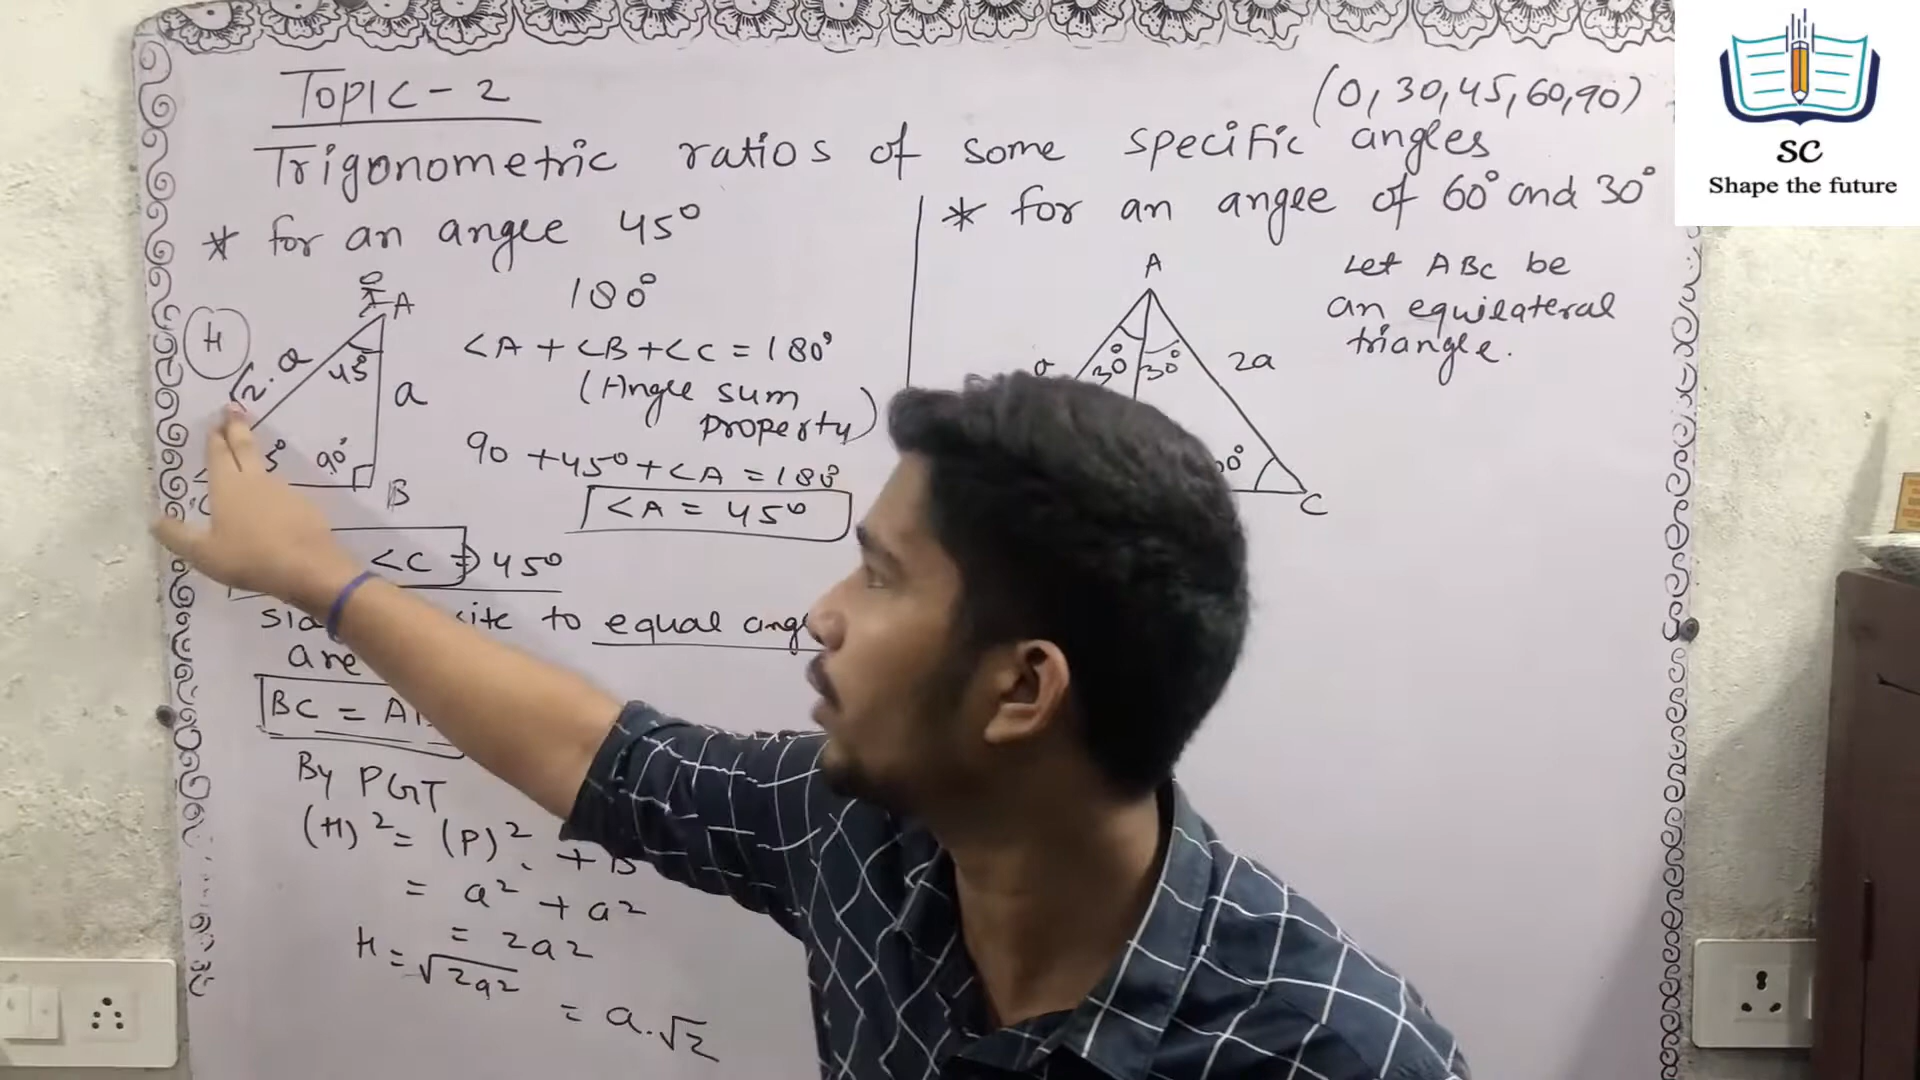 TOPIC-2
(0, 30, 45, 60, 90)
Trigonometric ratios of some specific angles
* for an angle 45°
180°
H
A
√2.a
45°
a
90°
B
∠A + ∠B + ∠C = 180°
(Angle sum
property)
90 + 45° + ∠A = 180°
∠A = 45°
∠C = 45°
to equal
are
BC =
By PGT
(H)² = (P)² +
= a² + a²
= 2a²
H = √2a²
= a.√2
* for an angle of 60° and 30°
A
30° 30°
2a
C
Let ABC be
an equilateral
triangle.
SC
Shape the future